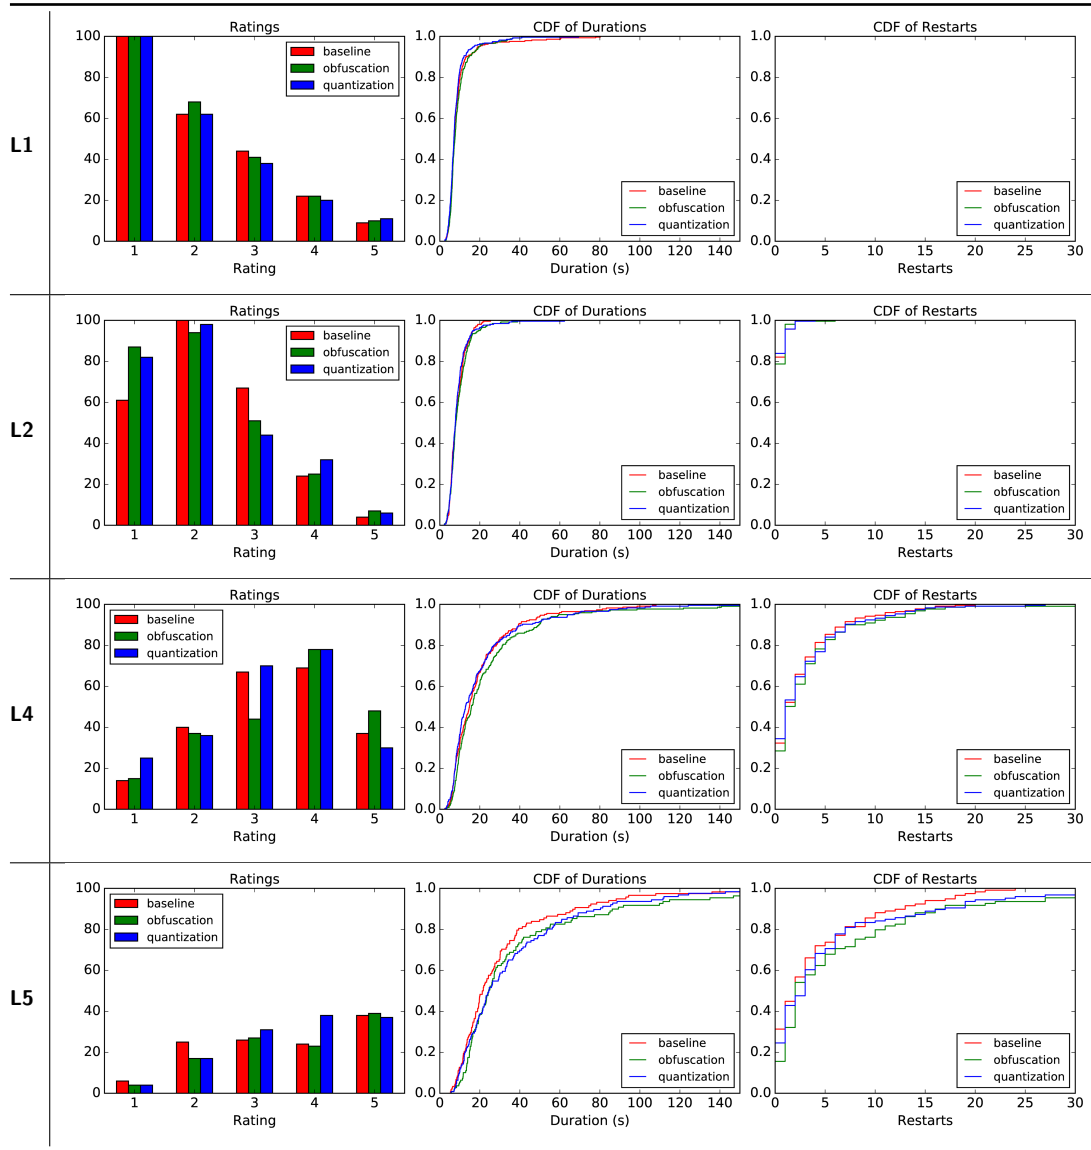 L1
Ratings
100
80
60
40
20
0
baseline
obfuscation
quantization
1 2 3 4 5
Rating
CDF of Durations
1.0
0.8
0.6
0.4
0.2
0.0
baseline
obfuscation
quantization
0 20 40 60 80 100 120 140
Duration (s)
CDF of Restarts
1.0
0.8
0.6
0.4
0.2
0.0
baseline
obfuscation
quantization
0 5 10 15 20 25 30
Restarts
L2
Ratings
100
80
60
40
20
0
baseline
obfuscation
quantization
1 2 3 4 5
Rating
CDF of Durations
1.0
0.8
0.6
0.4
0.2
0.0
baseline
obfuscation
quantization
0 20 40 60 80 100 120 140
Duration (s)
CDF of Restarts
1.0
0.8
0.6
0.4
0.2
0.0
baseline
obfuscation
quantization
0 5 10 15 20 25 30
Restarts
L4
Ratings
100
80
60
40
20
0
baseline
obfuscation
quantization
1 2 3 4 5
Rating
CDF of Durations
1.0
0.8
0.6
0.4
0.2
0.0
baseline
obfuscation
quantization
0 20 40 60 80 100 120 140
Duration (s)
CDF of Restarts
1.0
0.8
0.6
0.4
0.2
0.0
baseline
obfuscation
quantization
0 5 10 15 20 25 30
Restarts
L5
Ratings
100
80
60
40
20
0
baseline
obfuscation
quantization
1 2 3 4 5
Rating
CDF of Durations
1.0
0.8
0.6
0.4
0.2
0.0
baseline
obfuscation
quantization
0 20 40 60 80 100 120 140
Duration (s)
CDF of Restarts
1.0
0.8
0.6
0.4
0.2
0.0
baseline
obfuscation
quantization
0 5 10 15 20 25 30
Restarts